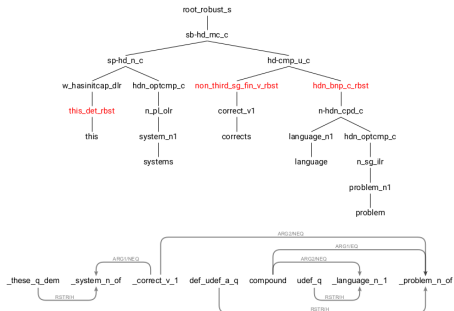 root_robust_s
sb-hd_mc_c
sp-hd_n_c hd-cmp_u_c
w_hasinitcap_dlr hdn_optcmp_c non_third_sg_fin_v_rbst hdn_bnp_c_rbst
this_det_rbst n_pl_olr correct_v1 n-hdn_cpd_c
this system_n1 corrects language_n1 hdn_optcmp_c
systems language n_sg_ilr
problem_n1
problem
ARG2/NEQ
ARG1/EQ
ARG1/NEQ ARG2/NEQ
_these_q_dem _system_n_of _correct_v_1 def_udef_a_q compound udef_q _language_n_1 _problem_n_of
RSTR/H RSTR/H
RSTR/H